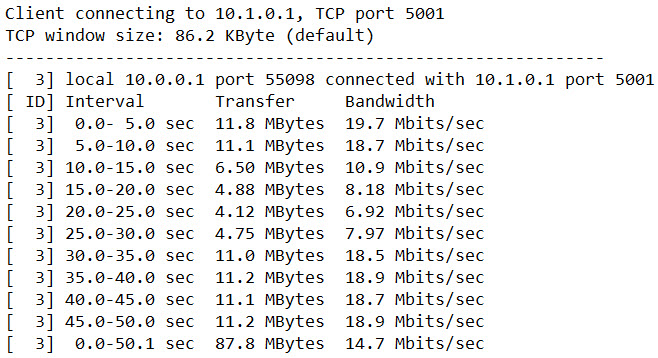 Client connecting to 10.1.0.1, TCP port 5001
TCP window size: 86.2 KByte (default)
------------------------------------------------------------
[  3] local 10.0.0.1 port 55098 connected with 10.1.0.1 port 5001
[ ID] Interval       Transfer     Bandwidth
[  3]  0.0- 5.0 sec  11.8 MBytes  19.7 Mbits/sec
[  3]  5.0-10.0 sec  11.1 MBytes  18.7 Mbits/sec
[  3] 10.0-15.0 sec  6.50 MBytes  10.9 Mbits/sec
[  3] 15.0-20.0 sec  4.88 MBytes  8.18 Mbits/sec
[  3] 20.0-25.0 sec  4.12 MBytes  6.92 Mbits/sec
[  3] 25.0-30.0 sec  4.75 MBytes  7.97 Mbits/sec
[  3] 30.0-35.0 sec  11.0 MBytes  18.5 Mbits/sec
[  3] 35.0-40.0 sec  11.2 MBytes  18.9 Mbits/sec
[  3] 40.0-45.0 sec  11.1 MBytes  18.7 Mbits/sec
[  3] 45.0-50.0 sec  11.2 MBytes  18.9 Mbits/sec
[  3]  0.0-50.1 sec  87.8 MBytes  14.7 Mbits/sec